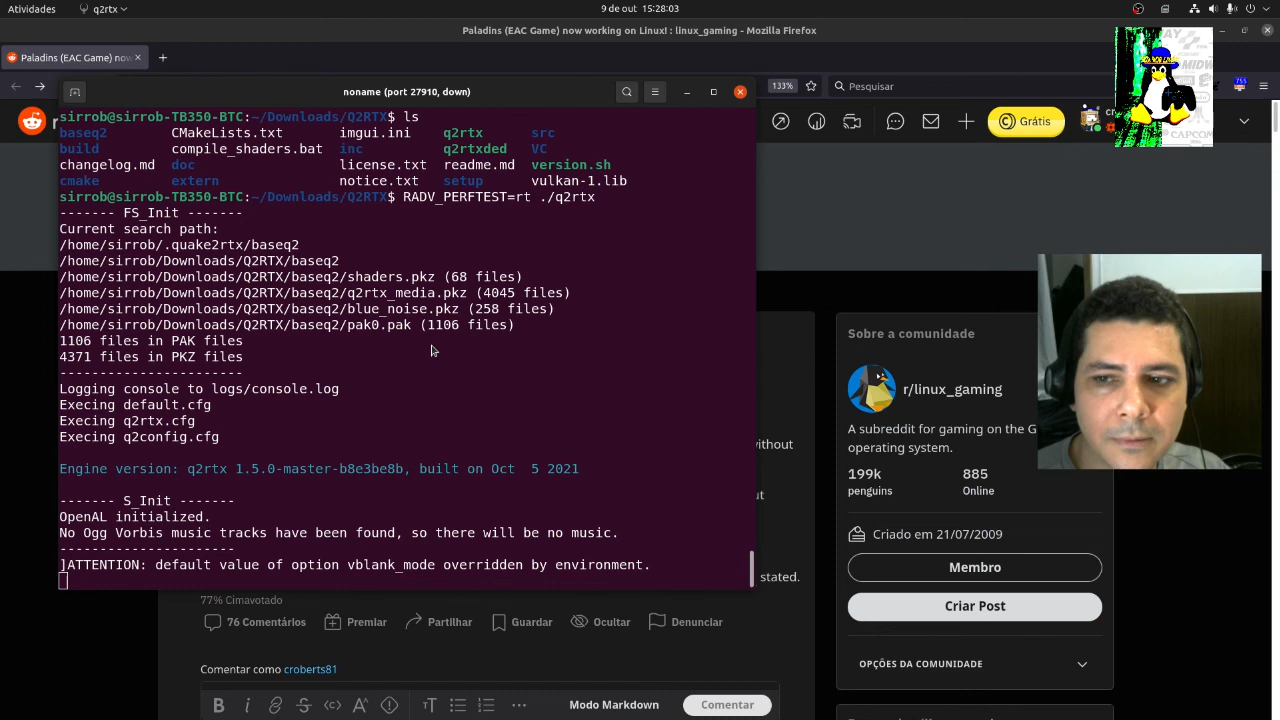 Atividades
q2rtx
9 de out 15:28:03
Paladins (EAC Game) now working on Linux! : linux_gaming — Mozilla Firefox
Paladins (EAC Game) now
133%
Pesquisar
755
noname (port 27910, down)
Grátis
CAPCOM
sirrob@sirrob-TB350-BTC:~/Downloads/Q2RTX$ ls
baseq2 CMakeLists.txt imgui.ini q2rtx src
build compile_shaders.bat inc q2rtxded VC
changelog.md doc license.txt readme.md version.sh
cmake extern notice.txt setup vulkan-1.lib
sirrob@sirrob-TB350-BTC:~/Downloads/Q2RTX$ RADV_PERFTEST=rt ./q2rtx
------- FS_Init -------
Current search path:
/home/sirrob/.quake2rtx/baseq2
/home/sirrob/Downloads/Q2RTX/baseq2
/home/sirrob/Downloads/Q2RTX/baseq2/shaders.pkz (68 files)
/home/sirrob/Downloads/Q2RTX/baseq2/q2rtx_media.pkz (4045 files)
/home/sirrob/Downloads/Q2RTX/baseq2/blue_noise.pkz (258 files)
/home/sirrob/Downloads/Q2RTX/baseq2/pak0.pak (1106 files)
1106 files in PAK files
4371 files in PKZ files
-----------------------
Logging console to logs/console.log
Execing default.cfg
Execing q2rtx.cfg
Execing q2config.cfg
Engine version: q2rtx 1.5.0-master-b8e3be8b, built on Oct  5 2021
------- S_Init -------
OpenAL initialized.
No Ogg Vorbis music tracks have been found, so there will be no music.
----------------------
]ATTENTION: default value of option vblank_mode overridden by environment.
Sobre a comunidade
r/linux_gaming
A subreddit for gaming on the G
operating system.
199k
885
penguins
Online
Criado em 21/07/2009
Membro
Criar Post
OPÇÕES DA COMUNIDADE
without
stated.
77% Cimavotado
76 Comentários
Premiar
Partilhar
Guardar
Ocultar
Denunciar
Comentar como croberts81
Modo Markdown
Comentar